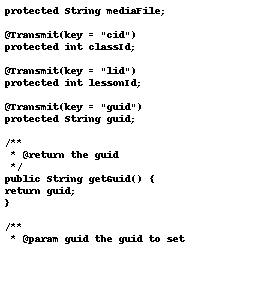 protected String mediaFile;

@Transmit(key = "cid")
protected int classId;

@Transmit(key = "lid")
protected int lessonId;

@Transmit(key = "guid")
protected String guid;

/**
 * @return the guid
 */
public String getGuid() {
return guid;
}

/**
 * @param guid the guid to set